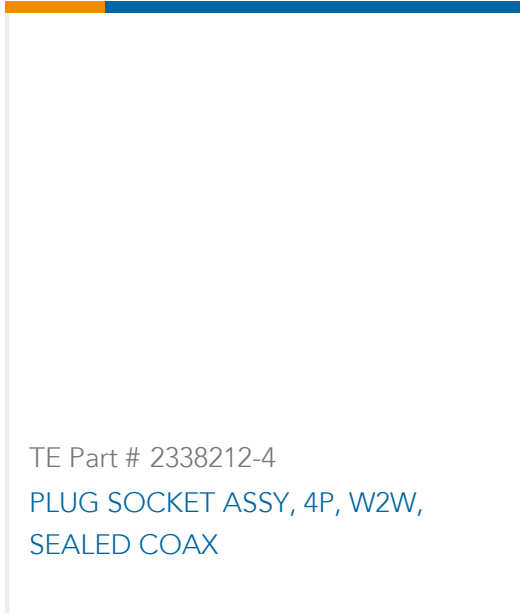 TE Part # 2338212-4
PLUG SOCKET ASSY, 4P, W2W,
SEALED COAX